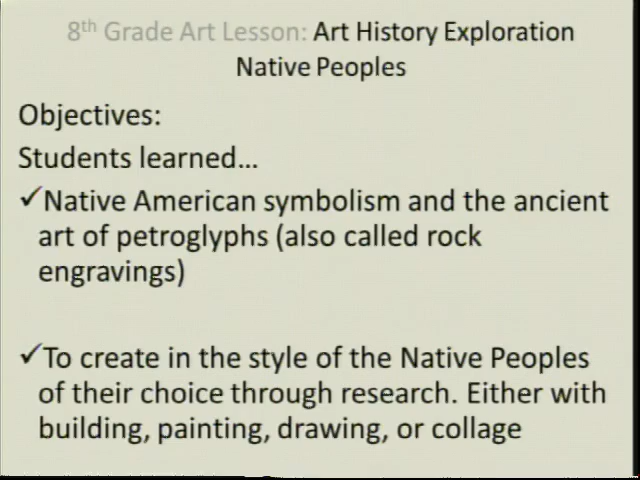 8th Grade Art Lesson: Art History Exploration
Native Peoples
Objectives:
Students learned...
✓Native American symbolism and the ancient
art of petroglyphs (also called rock
engravings)
✓To create in the style of the Native Peoples
of their choice through research. Either with
building, painting, drawing, or collage